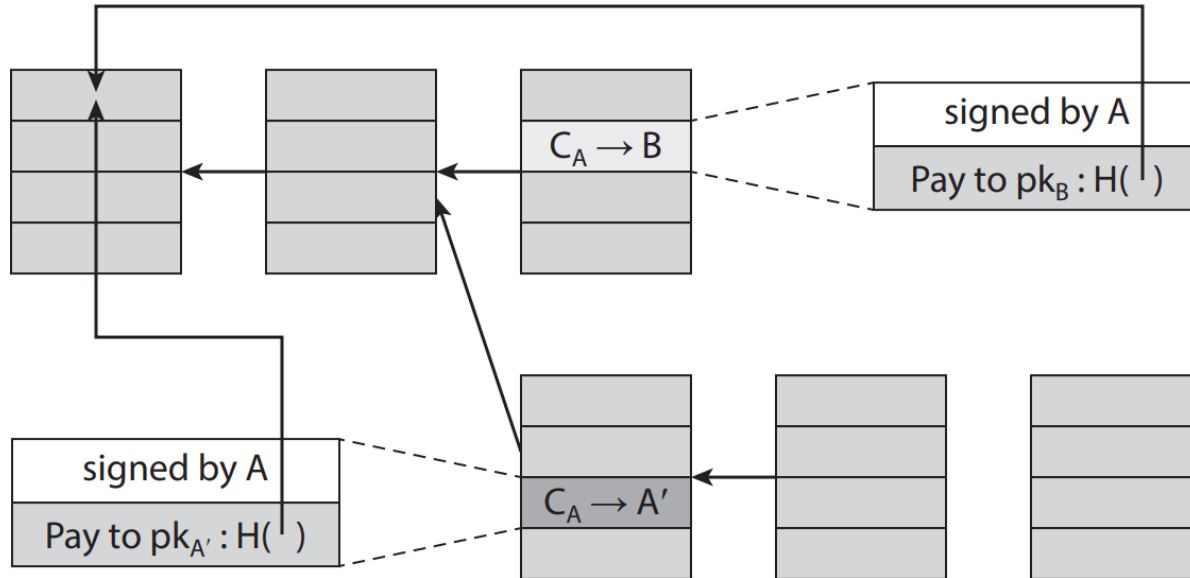 signed by A
C_A → B
Pay to pk_B : H( )
signed by A
C_A → A′
Pay to pk_A′ : H( )